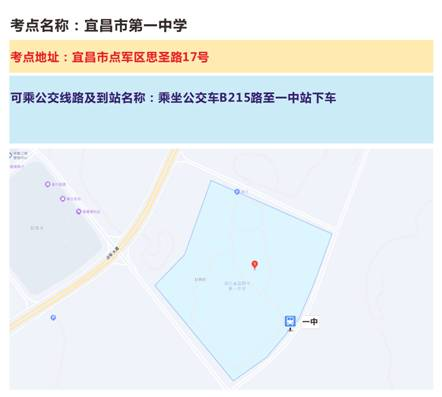 考点名称：宜昌市第一中学
考点地址：宜昌市点军区思圣路17号
可乘公交线路及到站名称：乘坐公交车B215路至一中站下车
一中